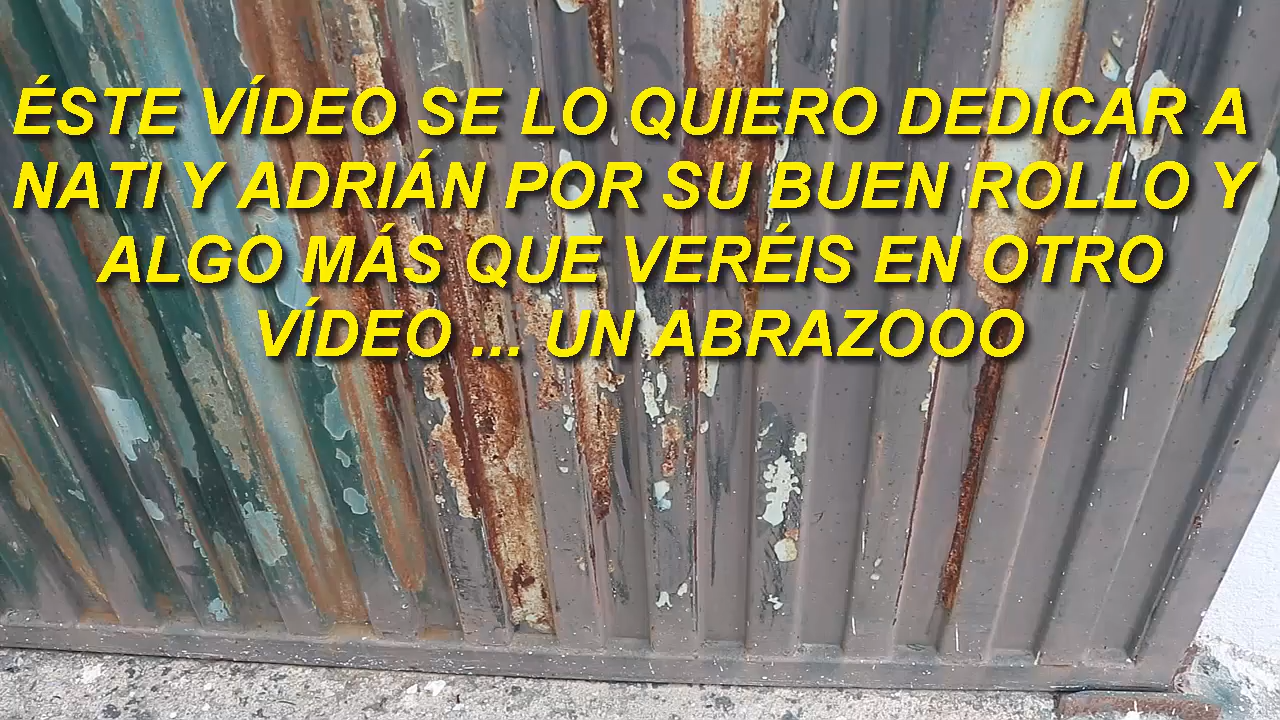 ÉSTE VÍDEO SE LO QUIERO DEDICAR A
NATI Y ADRIÁN POR SU BUEN ROLLO Y
ALGO MÁS QUE VERÉIS EN OTRO
VÍDEO ... UN ABRAZOOO